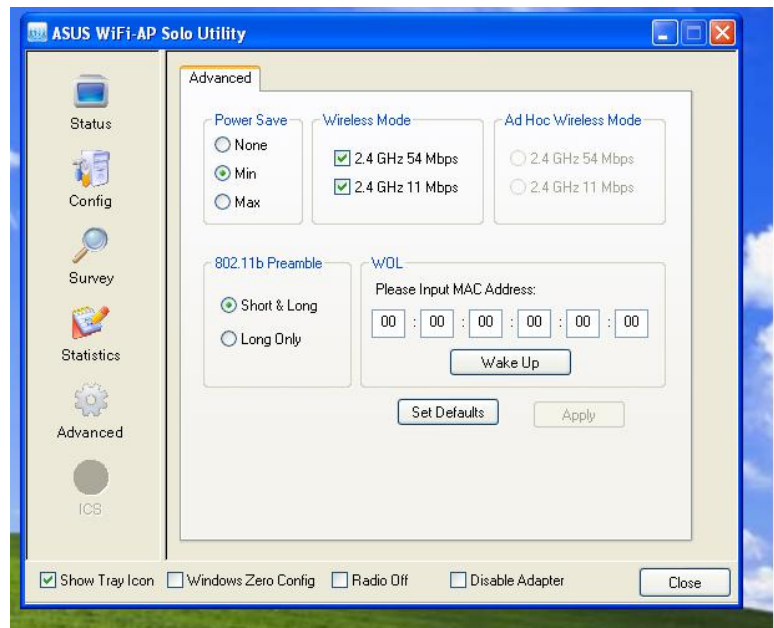 ASUS WiFi-AP Solo Utility
Status
Config
Survey
Statistics
Advanced
ICS
Advanced
Power Save
None
Min
Max
Wireless Mode
2.4 GHz 54 Mbps
2.4 GHz 11 Mbps
Ad Hoc Wireless Mode
2.4 GHz 54 Mbps
2.4 GHz 11 Mbps
802.11b Preamble
Short & Long
Long Only
WOL
Please Input MAC Address:
00 : 00 : 00 : 00 : 00 : 00
Wake Up
Set Defaults Apply
Show Tray Icon Windows Zero Config Radio Off Disable Adapter Close